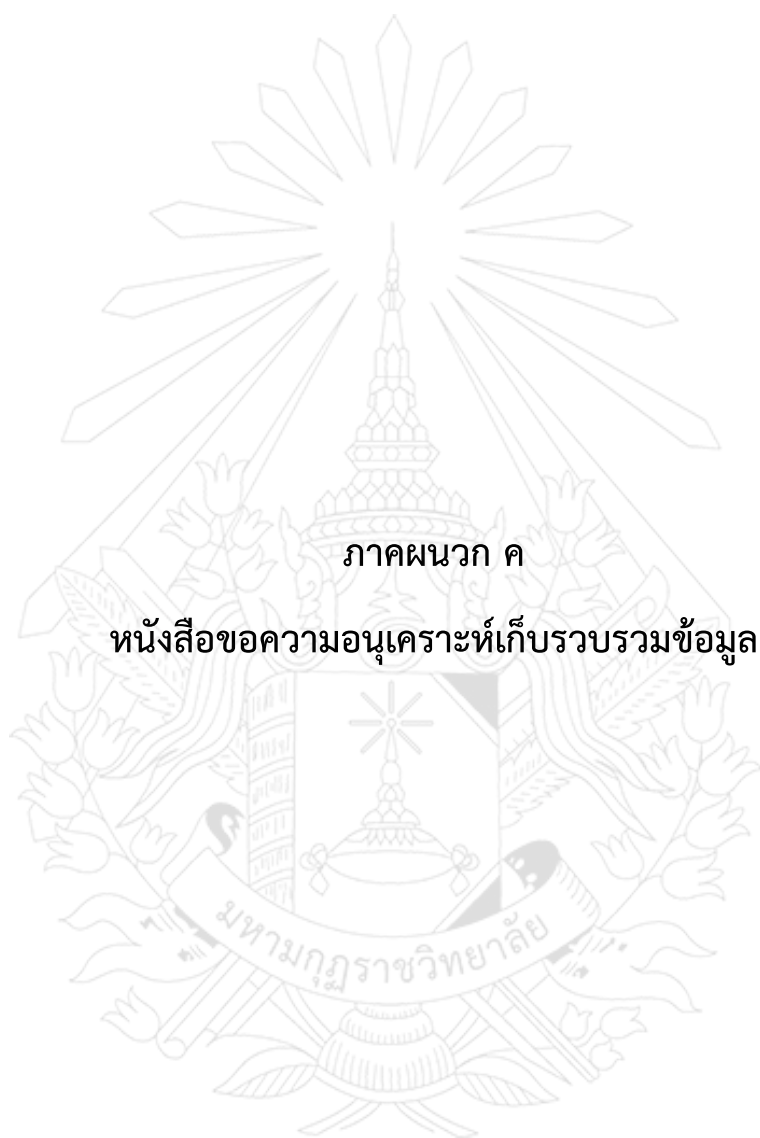 ภาคผนวก ค
หนังสือขอความอนุเคราะห์เก็บรวบรวมข้อมูล
มหามกุฏราชวิทยาลัย